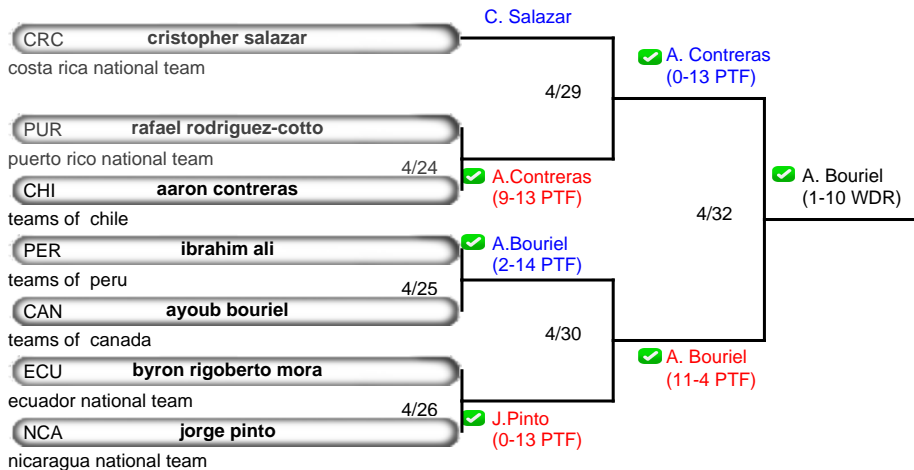 C. Salazar
CRC cristopher salazar
costa rica national team
A. Contreras
(0-13 PTF)
4/29
PUR rafael rodriguez-cotto
puerto rico national team
4/24
A.Contreras
(9-13 PTF)
CHI aaron contreras
teams of  chile
A. Bouriel
(1-10 WDR)
4/32
PER ibrahim ali
teams of  peru
A.Bouriel
(2-14 PTF)
4/25
CAN ayoub bouriel
teams of  canada
4/30
ECU byron rigoberto mora
ecuador national team
A. Bouriel
(11-4 PTF)
4/26
J.Pinto
(0-13 PTF)
NCA jorge pinto
nicaragua national team